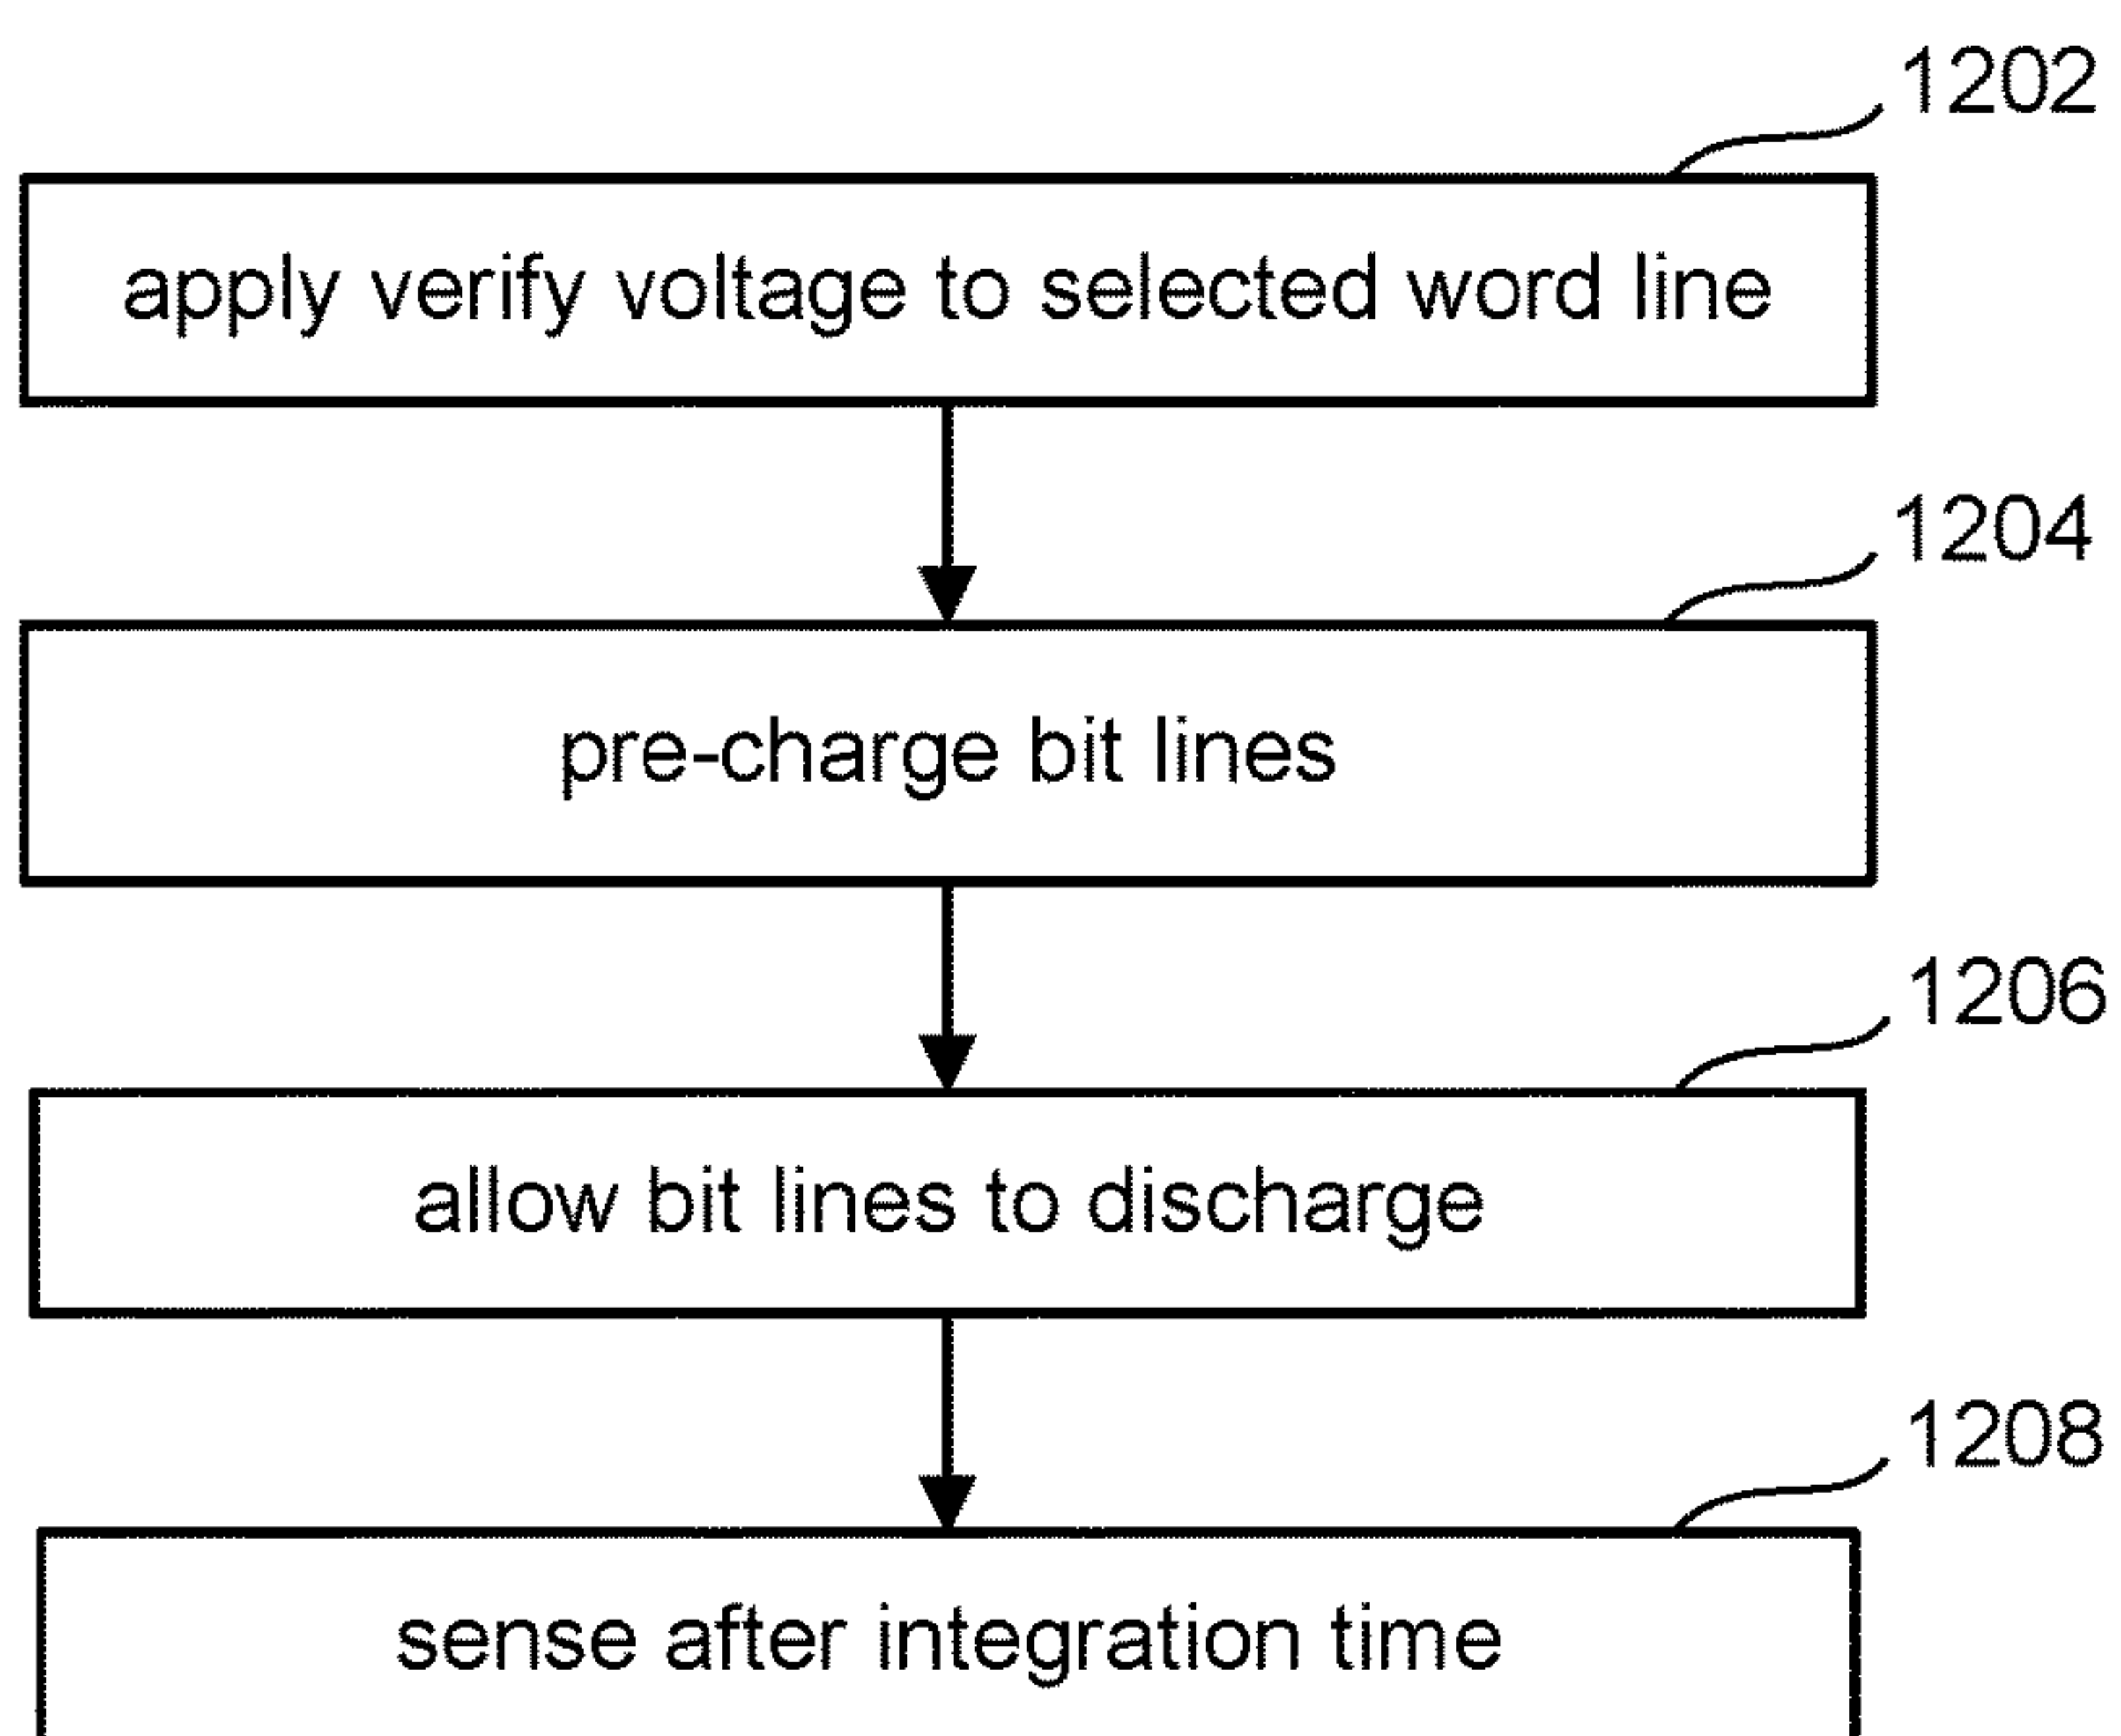 1202
apply verify voltage to selected word line
1204
pre-charge bit lines
1206
allow bit lines to discharge
1208
sense after integration time